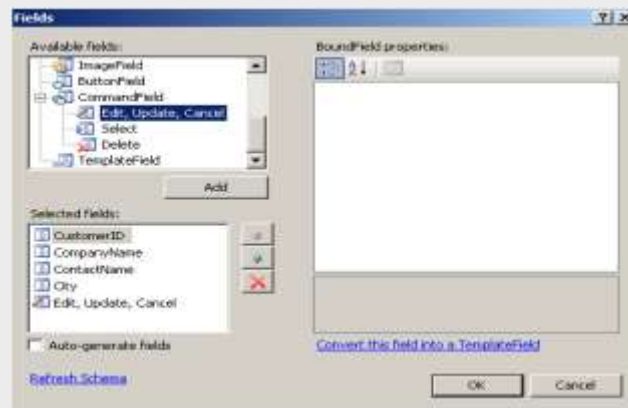 Fields
Available fields:
ImageField
ButtonField
CommandField
Edit, Update, Cancel
Select
Delete
TemplateField
Add
Selected fields:
CustomerID
CompanyName
ContactName
City
Edit, Update, Cancel
Auto-generate fields
Refresh Schema
BoundField properties:
Convert this field into a TemplateField
OK
Cancel